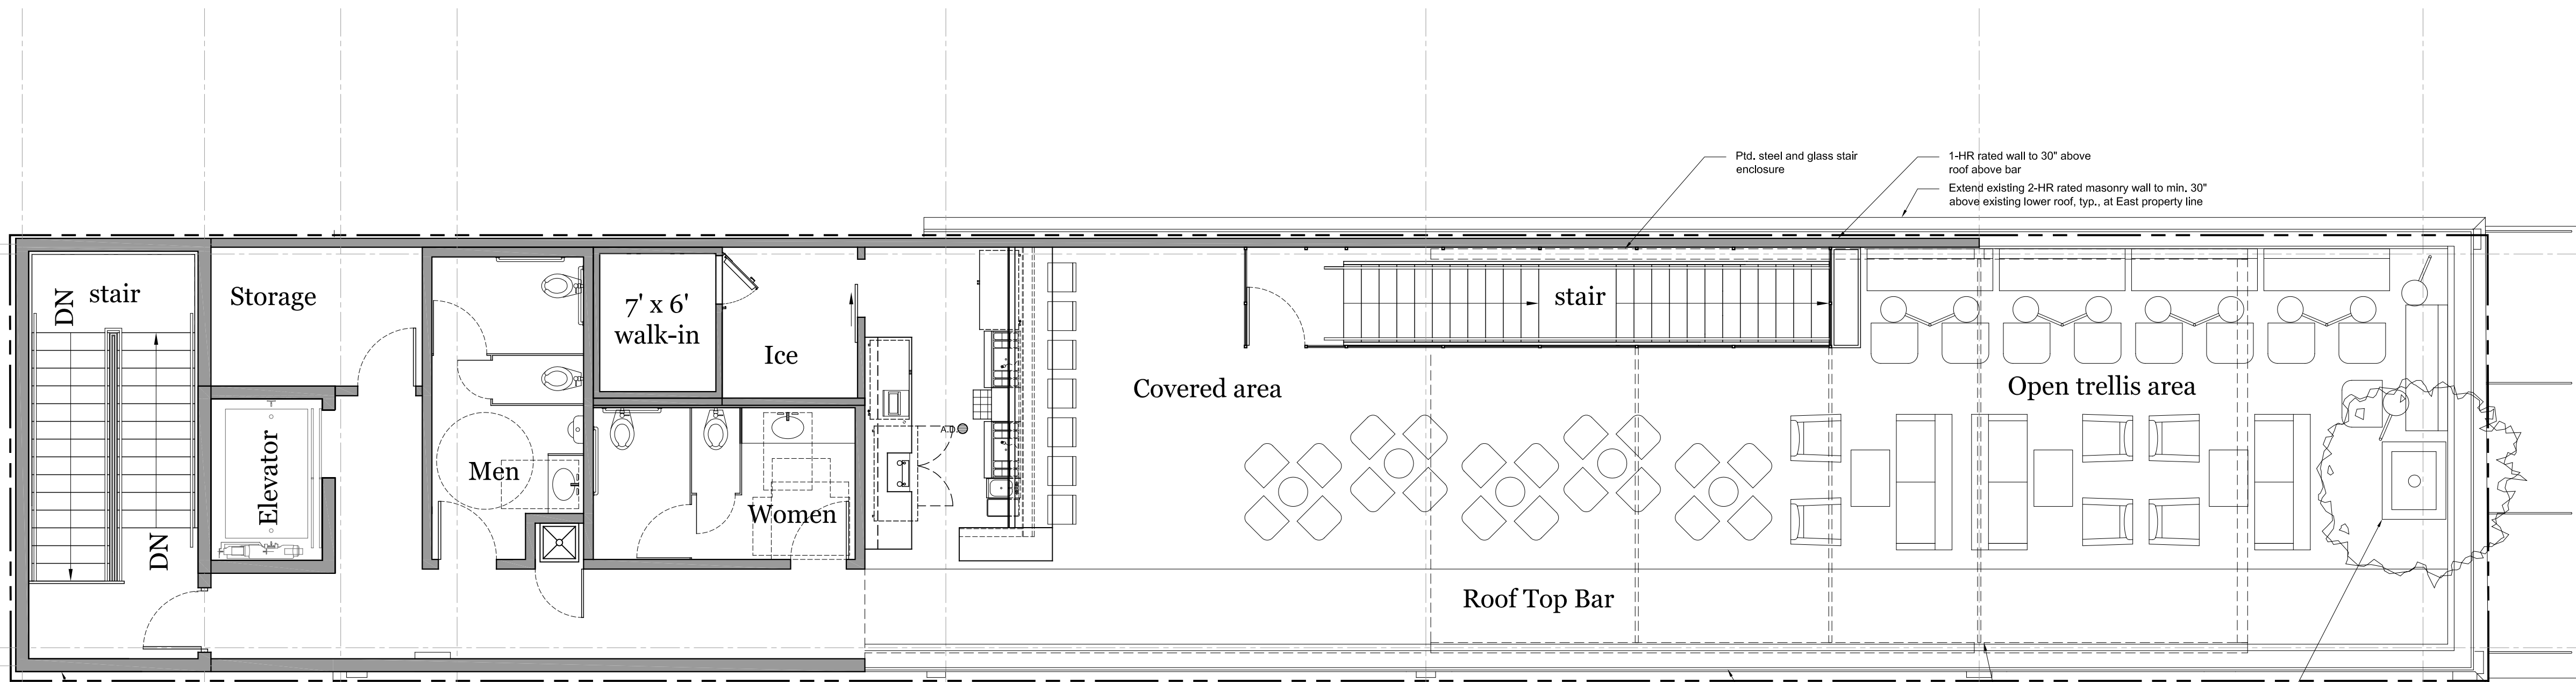 Ptd. steel and glass stair
enclosure
1-HR rated wall to 30" above
roof above bar
Extend existing 2-HR rated masonry wall to min. 30"
above existing lower roof, typ., at East property line
DN
stair
Storage
7' x 6'
walk-in
Ice
stair
Covered area
Open trellis area
A.D.
Elevator
Men
Women
DN
Roof Top Bar